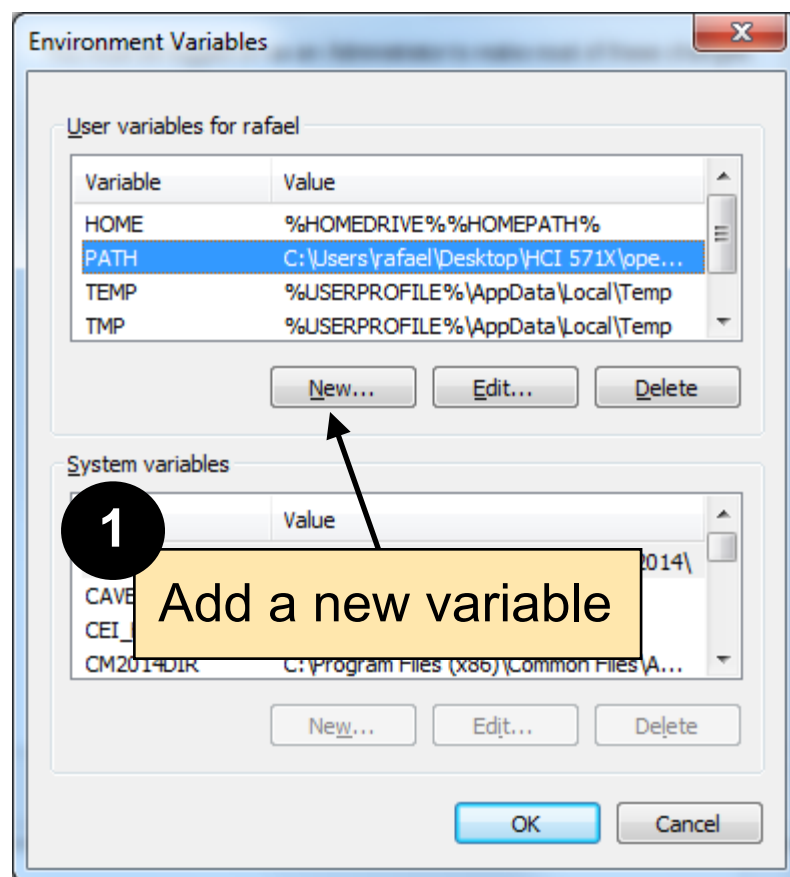 Environment Variables
User variables for rafael
Variable Value
HOME %HOMEDRIVE%%HOMEPATH%
PATH C:\Users\rafael\Desktop\HCI 571X\ope...
TEMP %USERPROFILE%\AppData\Local\Temp
TMP %USERPROFILE%\AppData\Local\Temp
New... Edit... Delete
System variables
1
Value
2014\
Add a new variable
CAVE
CEI_
CM2014DIR C:\Program Files (x86)\Common Files\A...
New... Edit... Delete
OK Cancel